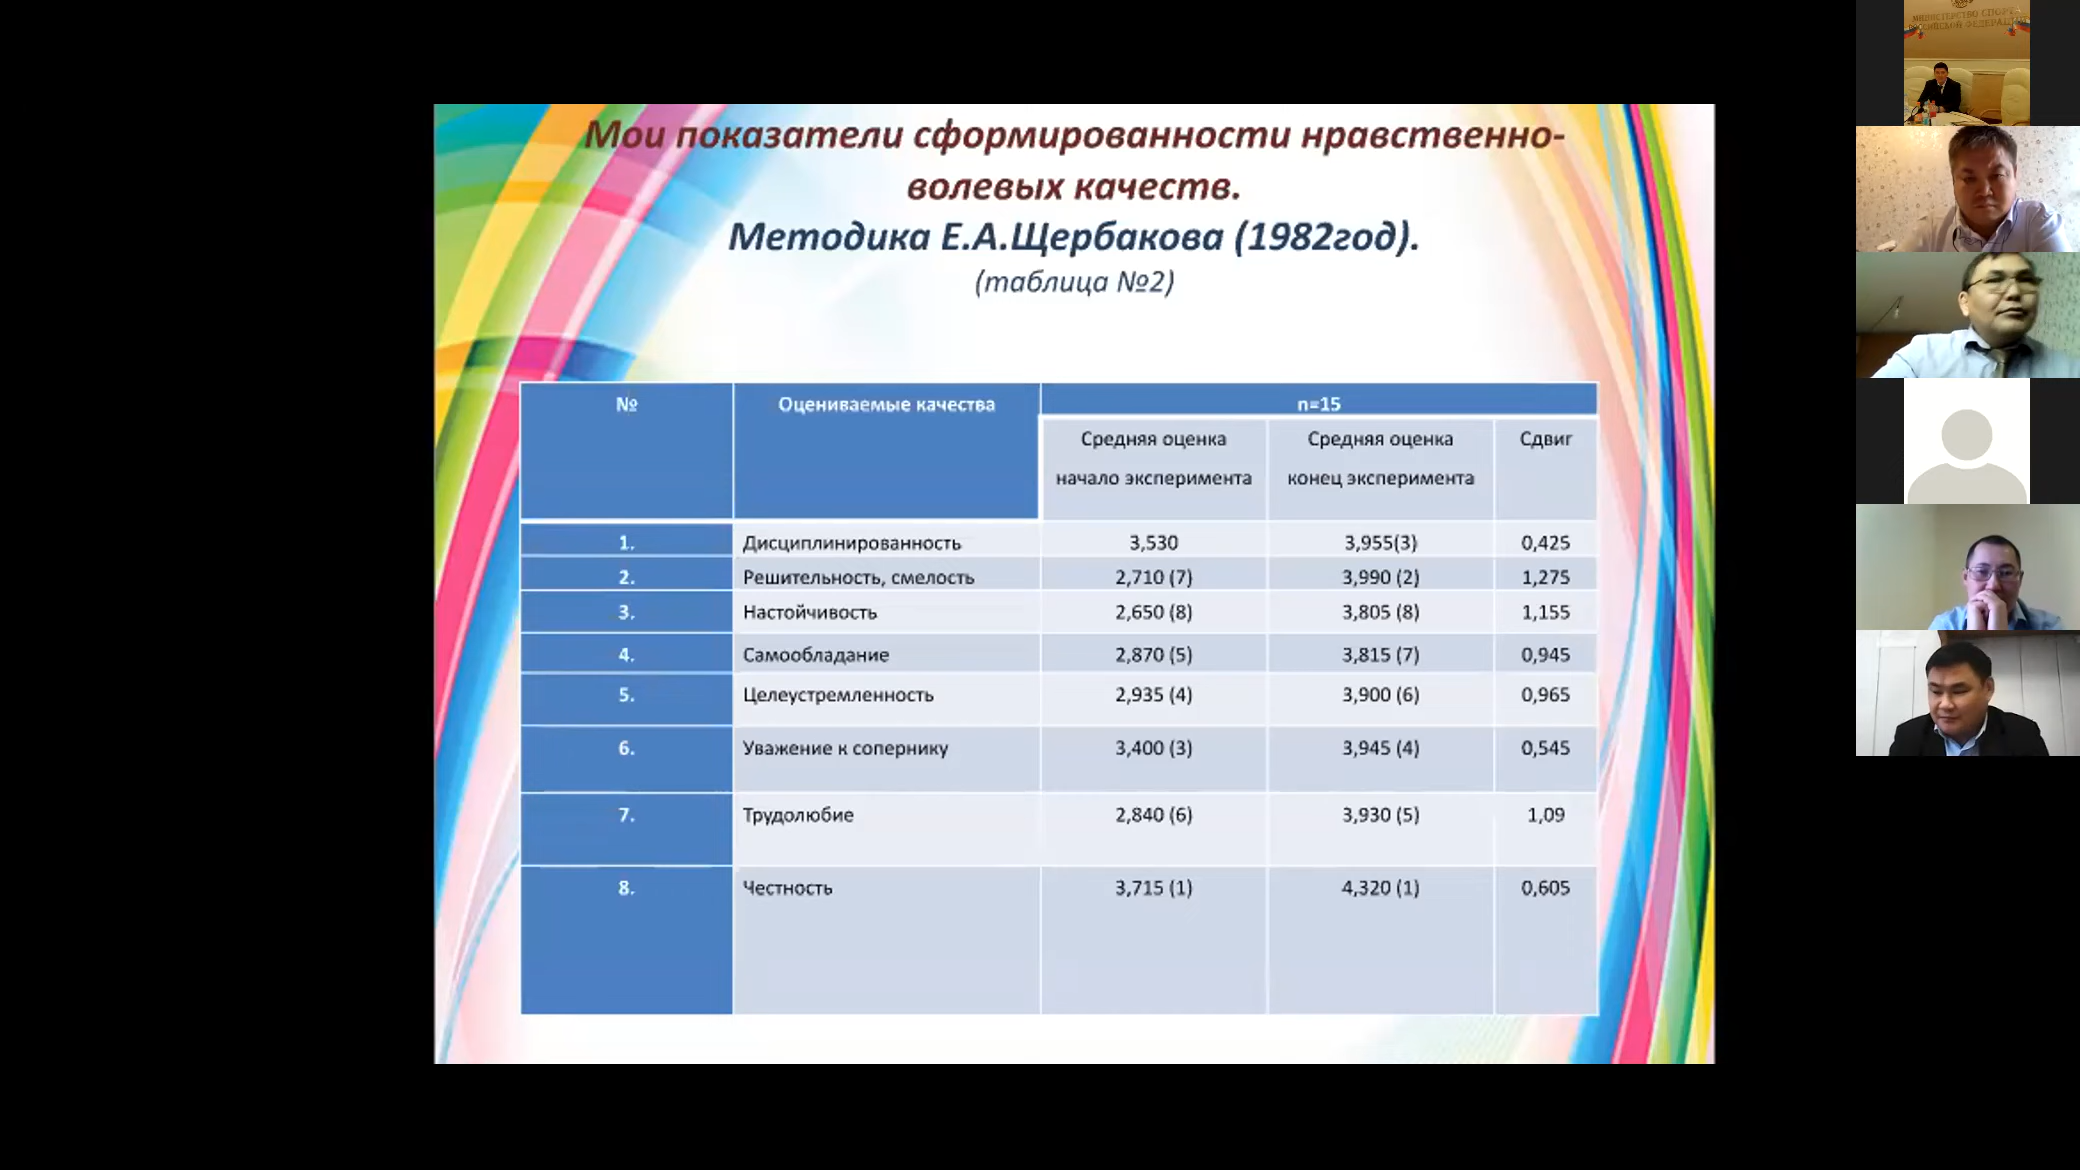 Мои показатели сформированности нравственно-
волевых качеств.
Методика Е.А.Щербакова (1982год).
(таблица №2)
№ Оцениваемые качества n=15
Средняя оценка Средняя оценка Сдвиг
начало эксперимента конец эксперимента
1. Дисциплинированность 3,530 3,955(3) 0,425
2. Решительность, смелость 2,710 (7) 3,990 (2) 1,275
3. Настойчивость 2,650 (8) 3,805 (8) 1,155
4. Самообладание 2,870 (5) 3,815 (7) 0,945
5. Целеустремленность 2,935 (4) 3,900 (6) 0,965
6. Уважение к сопернику 3,400 (3) 3,945 (4) 0,545
7. Трудолюбие 2,840 (6) 3,930 (5) 1,09
8. Честность 3,715 (1) 4,320 (1) 0,605
МИНИСТЕРСТВО СПОРТ
РОССИЙСКОЙ ФЕДЕРАЦИИ